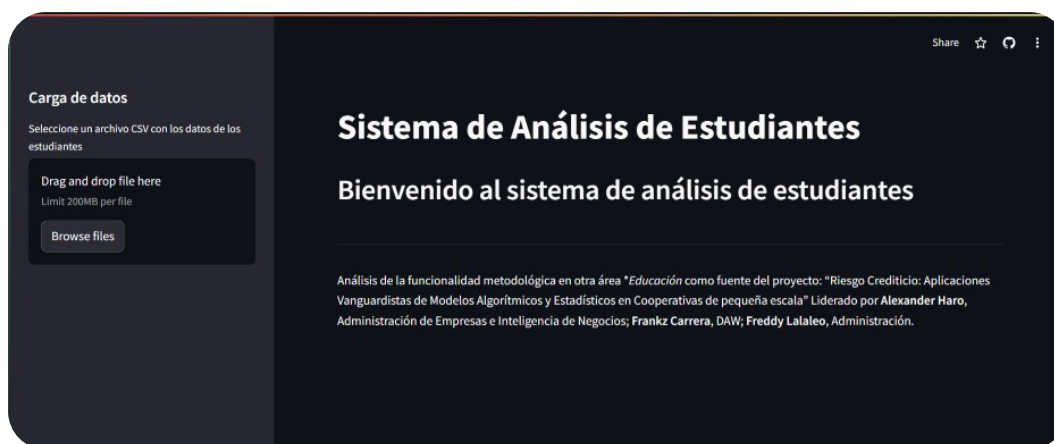 Share
Carga de datos
Seleccione un archivo CSV con los datos de los
estudiantes
Drag and drop file here
Limit 200MB per file
Browse files
Sistema de Análisis de Estudiantes
Bienvenido al sistema de análisis de estudiantes
Análisis de la funcionalidad metodológica en otra área *Educación como fuente del proyecto: “Riesgo Crediticio: Aplicaciones
Vanguardistas de Modelos Algorítmicos y Estadísticos en Cooperativas de pequeña escala” Liderado por Alexander Haro,
Administración de Empresas e Inteligencia de Negocios; Frankz Carrera, DAW; Freddy Lalaleo, Administración.